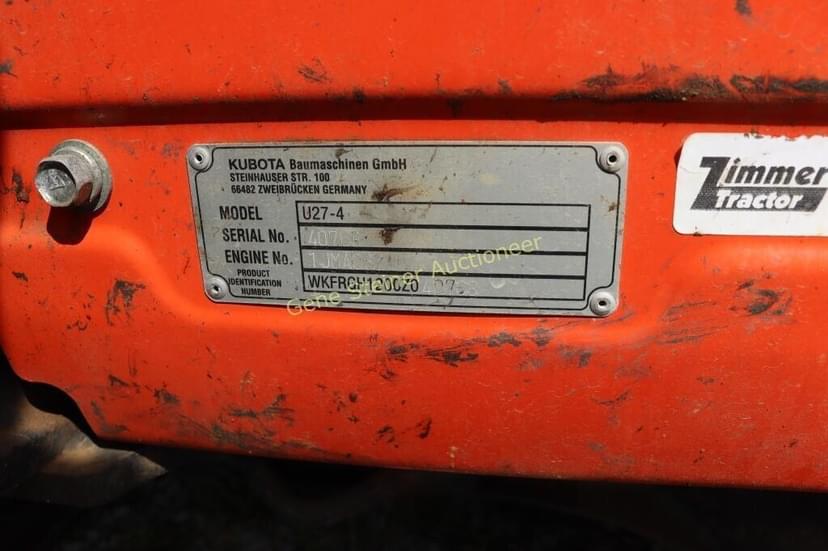 KUBOTA Baumaschinen GmbH
STEINHAUSER STR. 100
66482 ZWEIBRÜCKEN GERMANY
MODEL U27-4
SERIAL No.
ENGINE No.
PRODUCT
IDENTIFICATION
NUMBER
Zimmer
Tractor
Gene Steiner Auctioneer